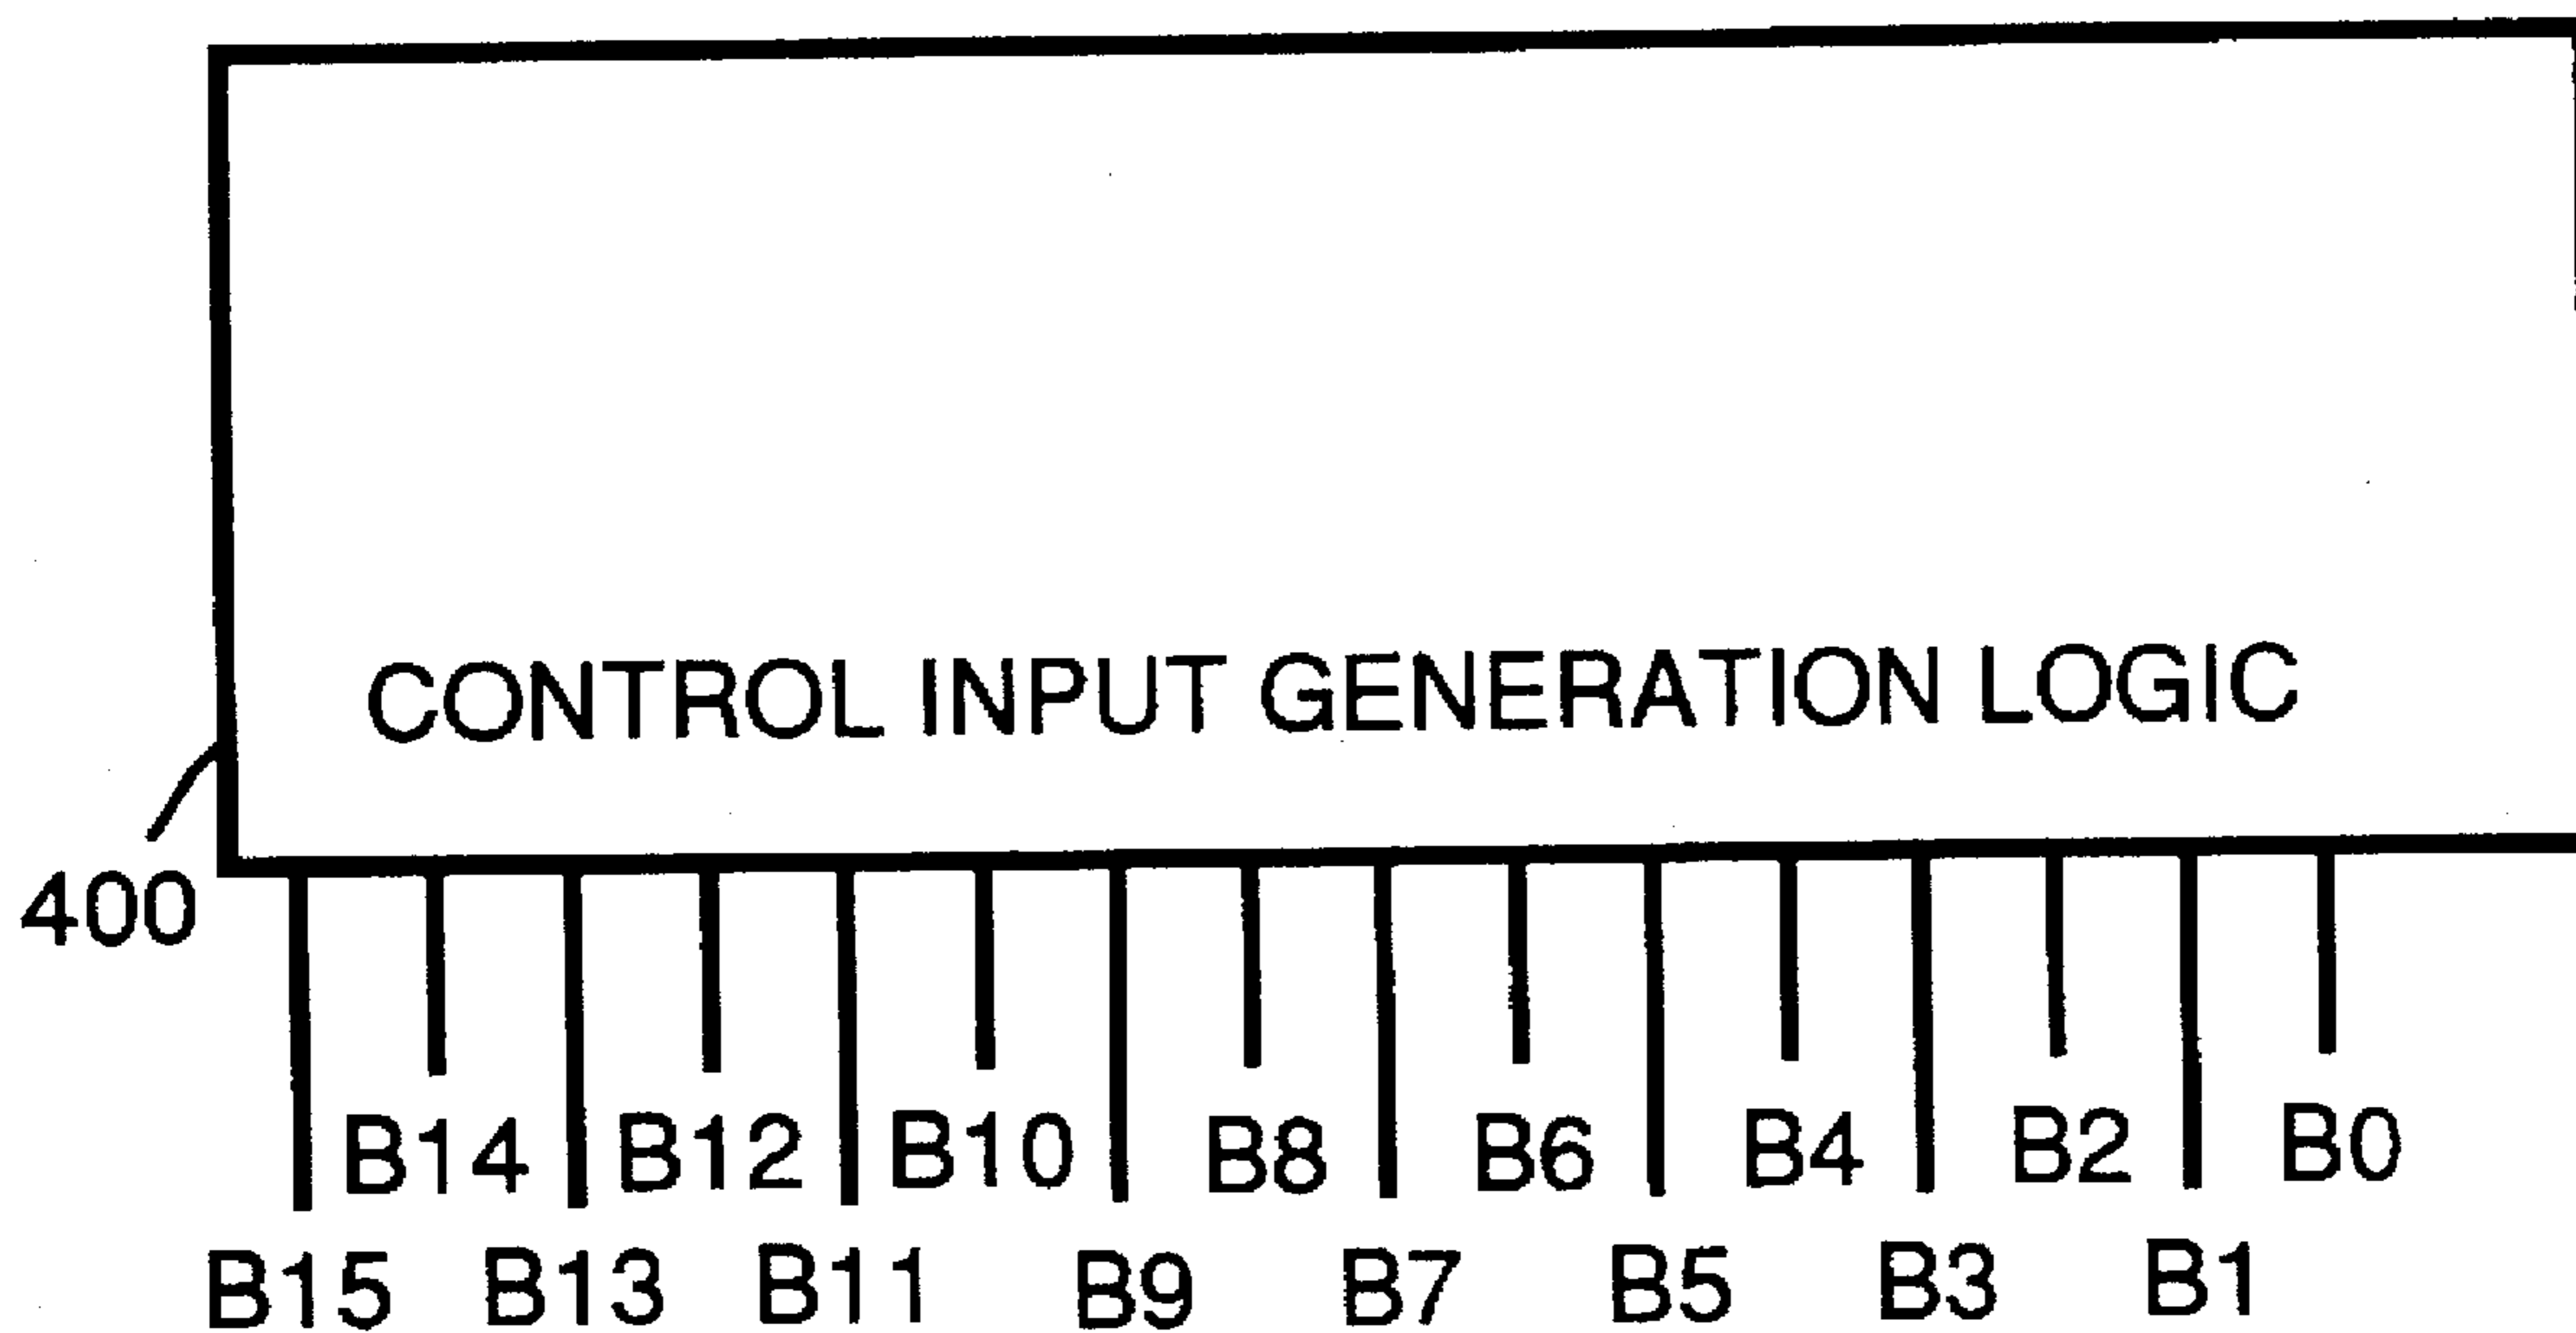 CONTROL INPUT GENERATION LOGIC
400
B14 B12 B10 B8 B6 B4 B2 B0
B15 B13 B11 B9 B7 B5 B3 B1